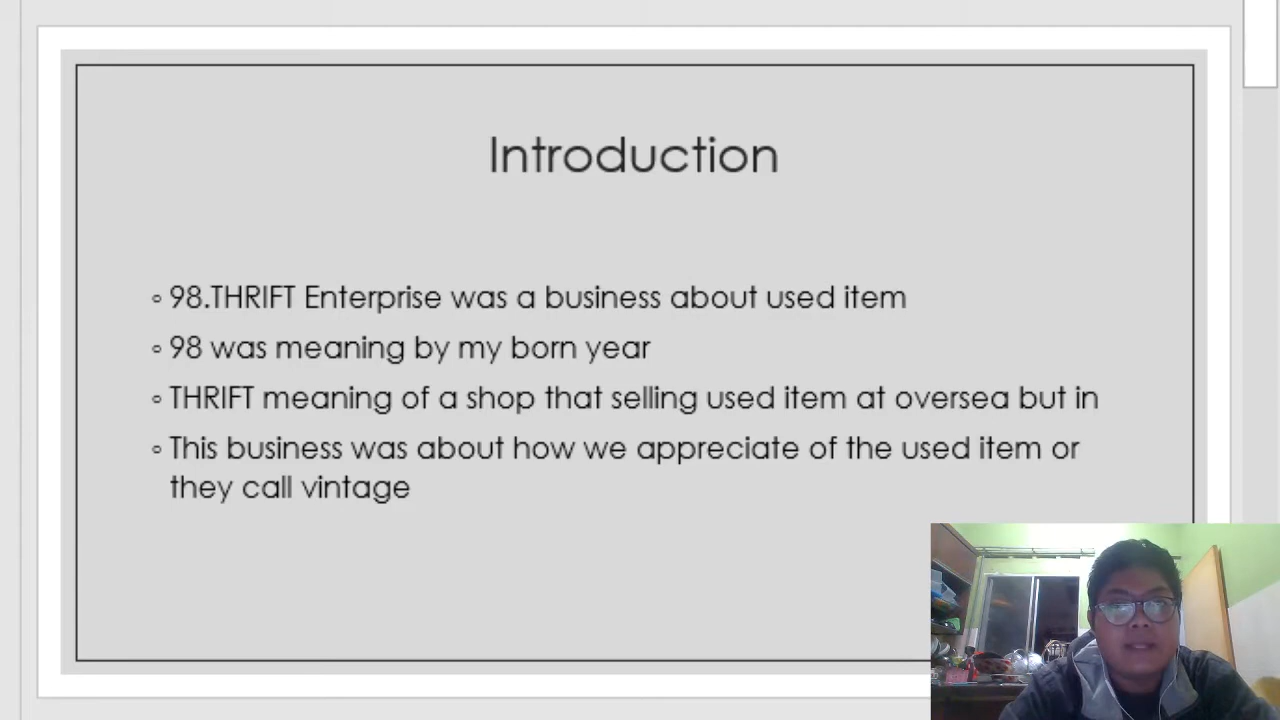 Introduction
98.THRIFT Enterprise was a business about used item
98 was meaning by my born year
THRIFT meaning of a shop that selling used item at oversea but in
This business was about how we appreciate of the used item or
they call vintage